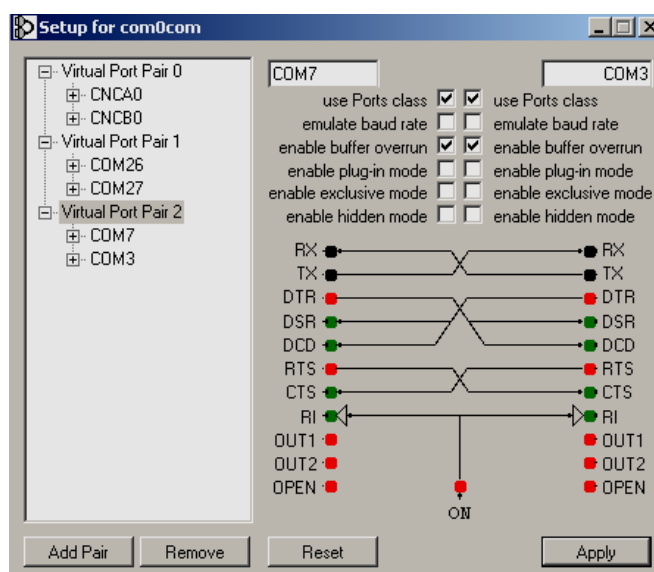 Setup for com0com
Virtual Port Pair 0
CNCA0
CNCB0
Virtual Port Pair 1
COM26
COM27
Virtual Port Pair 2
COM7
COM3
COM7 COM3
use Ports class use Ports class
emulate baud rate emulate baud rate
enable buffer overrun enable buffer overrun
enable plug-in mode enable plug-in mode
enable exclusive mode enable exclusive mode
enable hidden mode enable hidden mode
RX RX
TX TX
DTR DTR
DSR DSR
DCD DCD
RTS RTS
CTS CTS
RI RI
OUT1 OUT1
OUT2 OUT2
OPEN OPEN
ON
Add Pair Remove Reset Apply